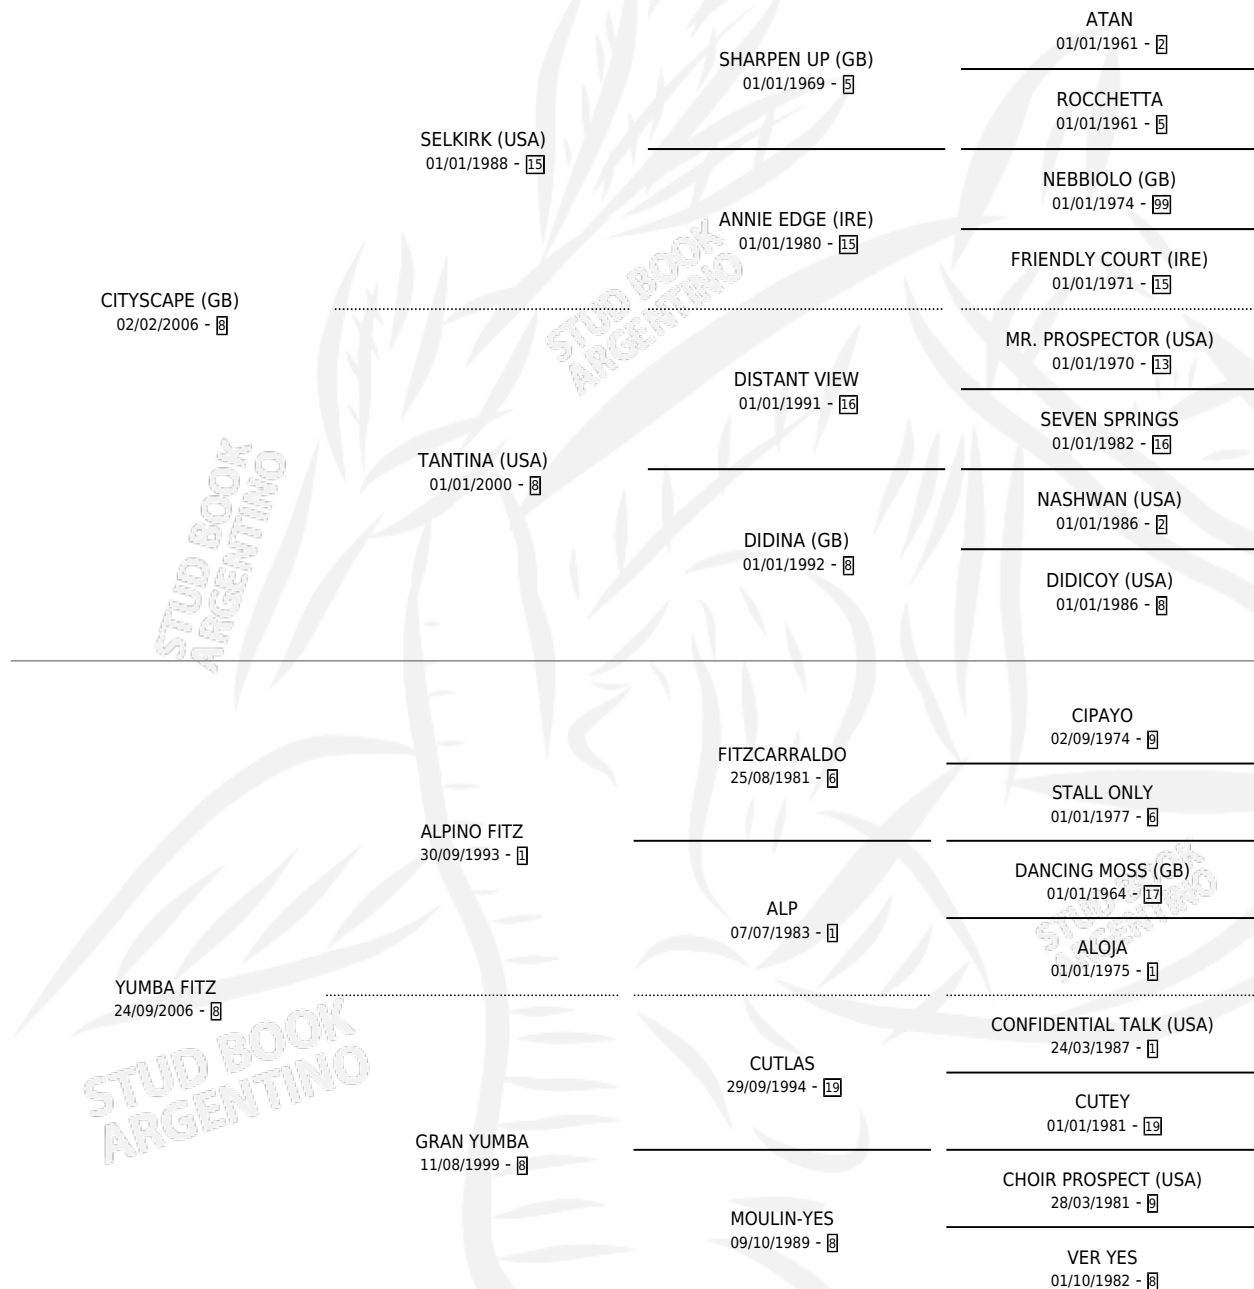 ATAN
01/01/1961 - 2
SHARPEN UP (GB)
01/01/1969 - 5
ROCCHETTA
01/01/1961 - 5
SELKIRK (USA)
01/01/1988 - 15
NEBBIOLO (GB)
01/01/1974 - 99
ANNIE EDGE (IRE)
01/01/1980 - 15
FRIENDLY COURT (IRE)
01/01/1971 - 15
CITYSCAPE (GB)
02/02/2006 - 8
STUD BOOK
ARGENTINO
MR. PROSPECTOR (USA)
01/01/1970 - 13
DISTANT VIEW
01/01/1991 - 16
SEVEN SPRINGS
01/01/1982 - 16
TANTINA (USA)
01/01/2000 - 8
NASHWAN (USA)
01/01/1986 - 2
DIDINA (GB)
01/01/1992 - 8
DIDICOY (USA)
01/01/1986 - 8
STUD BOOK
ARGENTINO
CIPAYO
02/09/1974 - 9
FITZCARRALDO
25/08/1981 - 6
STALL ONLY
01/01/1977 - 6
ALPINO FITZ
30/09/1993 - 1
DANCING MOSS (GB)
01/01/1964 - 17
ALP
07/07/1983 - 1
STUD BOOK
ARGENTINO
ALOJA
01/01/1975 - 1
YUMBA FITZ
24/09/2006 - 8
STUD BOOK
ARGENTINO
CONFIDENTIAL TALK (USA)
24/03/1987 - 1
CUTLAS
29/09/1994 - 19
CUTEY
01/01/1981 - 19
GRAN YUMBA
11/08/1999 - 8
CHOIR PROSPECT (USA)
28/03/1981 - 9
MOULIN-YES
09/10/1989 - 8
VER YES
01/10/1982 - 8